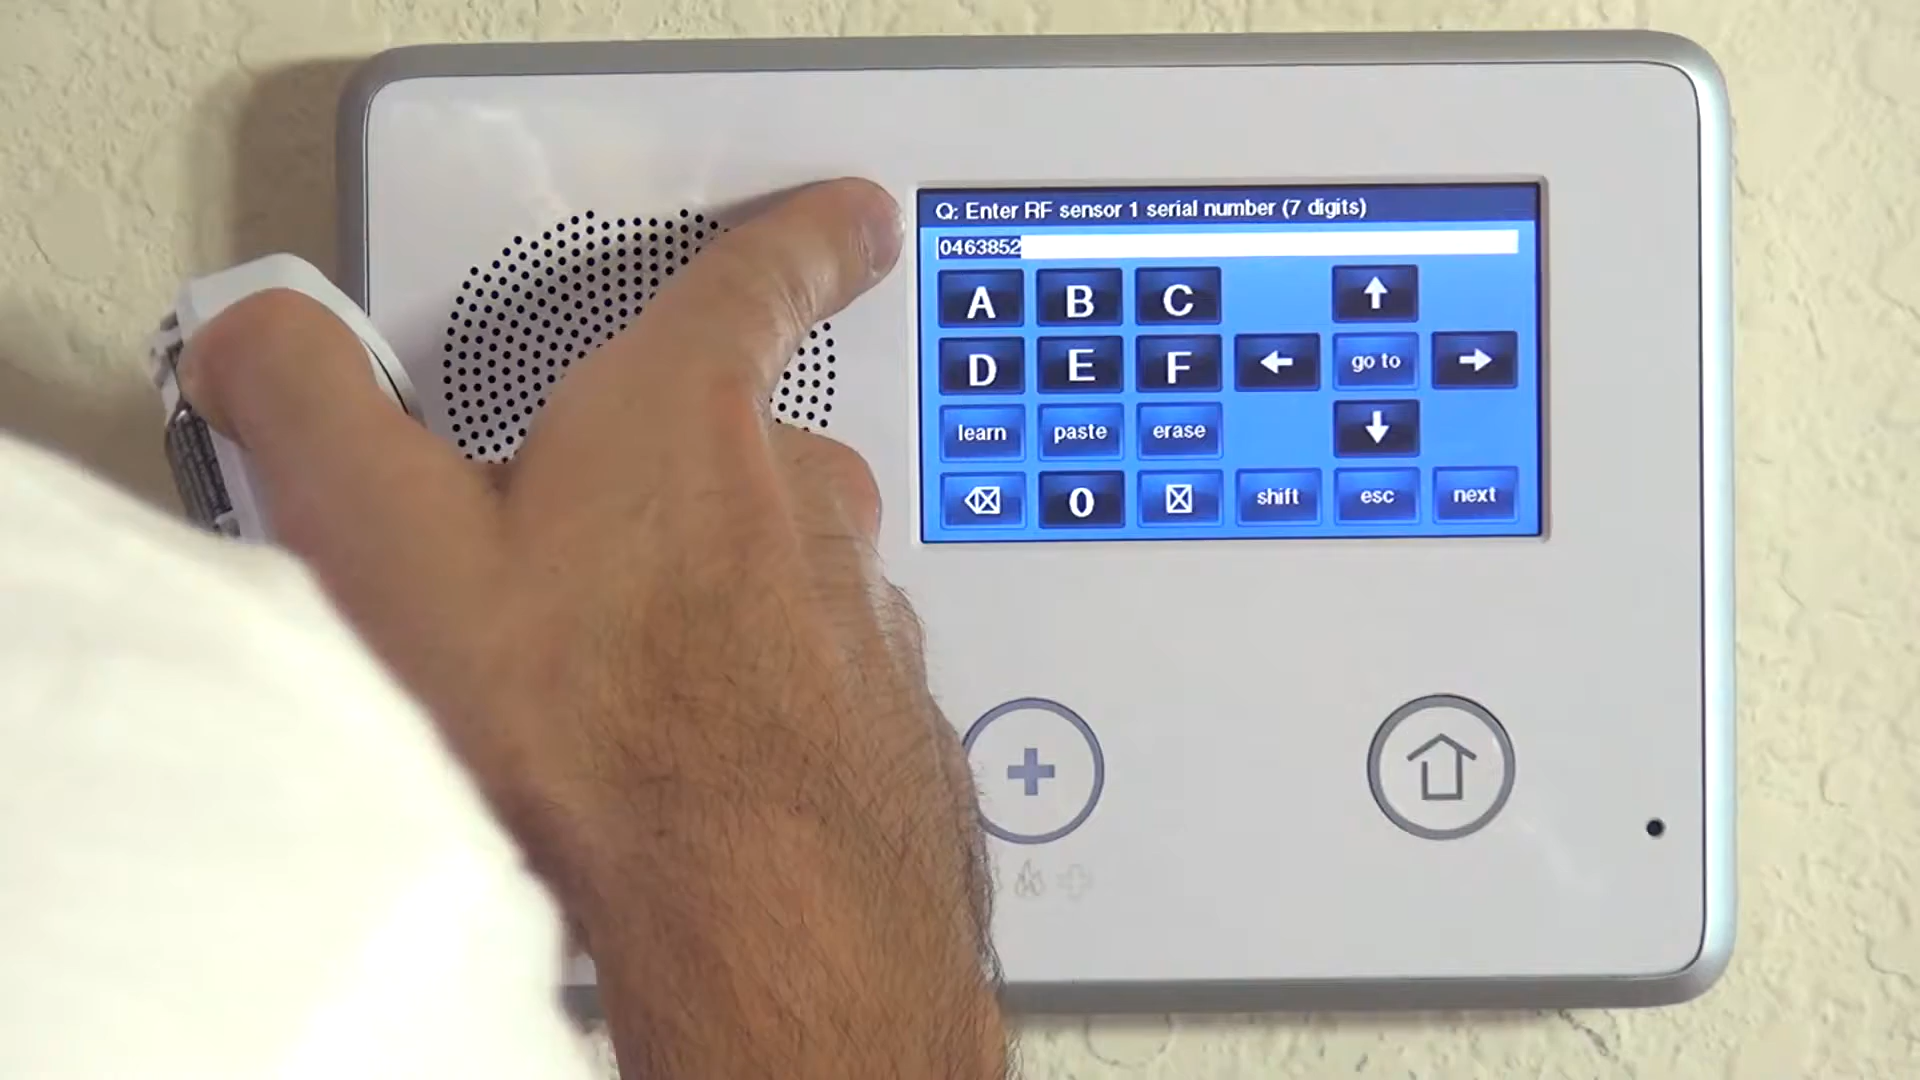 Q: Enter RF sensor 1 serial number (7 digits)
0463852
A B C
D E F go to
learn paste erase
0 shift esc next